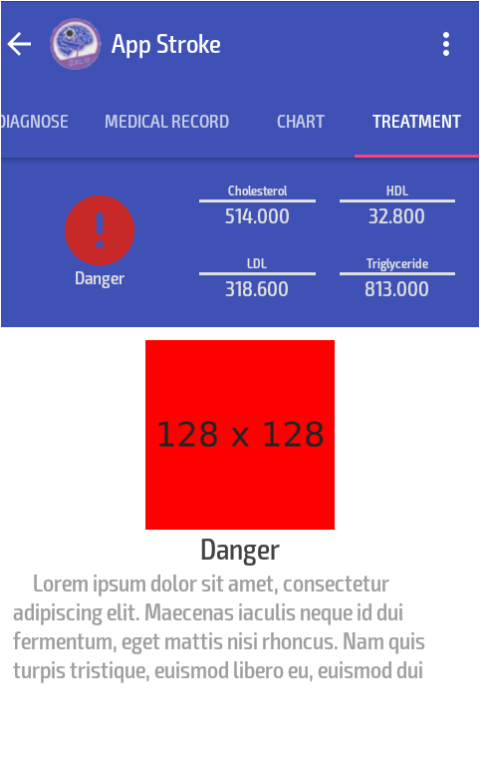 App Stroke
DIAGNOSE MEDICAL RECORD CHART TREATMENT
Cholesterol HDL
514.000 32.800
Danger
LDL Triglyceride
318.600 813.000
128 x 128
Danger
Lorem ipsum dolor sit amet, consectetur
adipiscing elit. Maecenas iaculis neque id dui
fermentum, eget mattis nisi rhoncus. Nam quis
turpis tristique, euismod libero eu, euismod dui